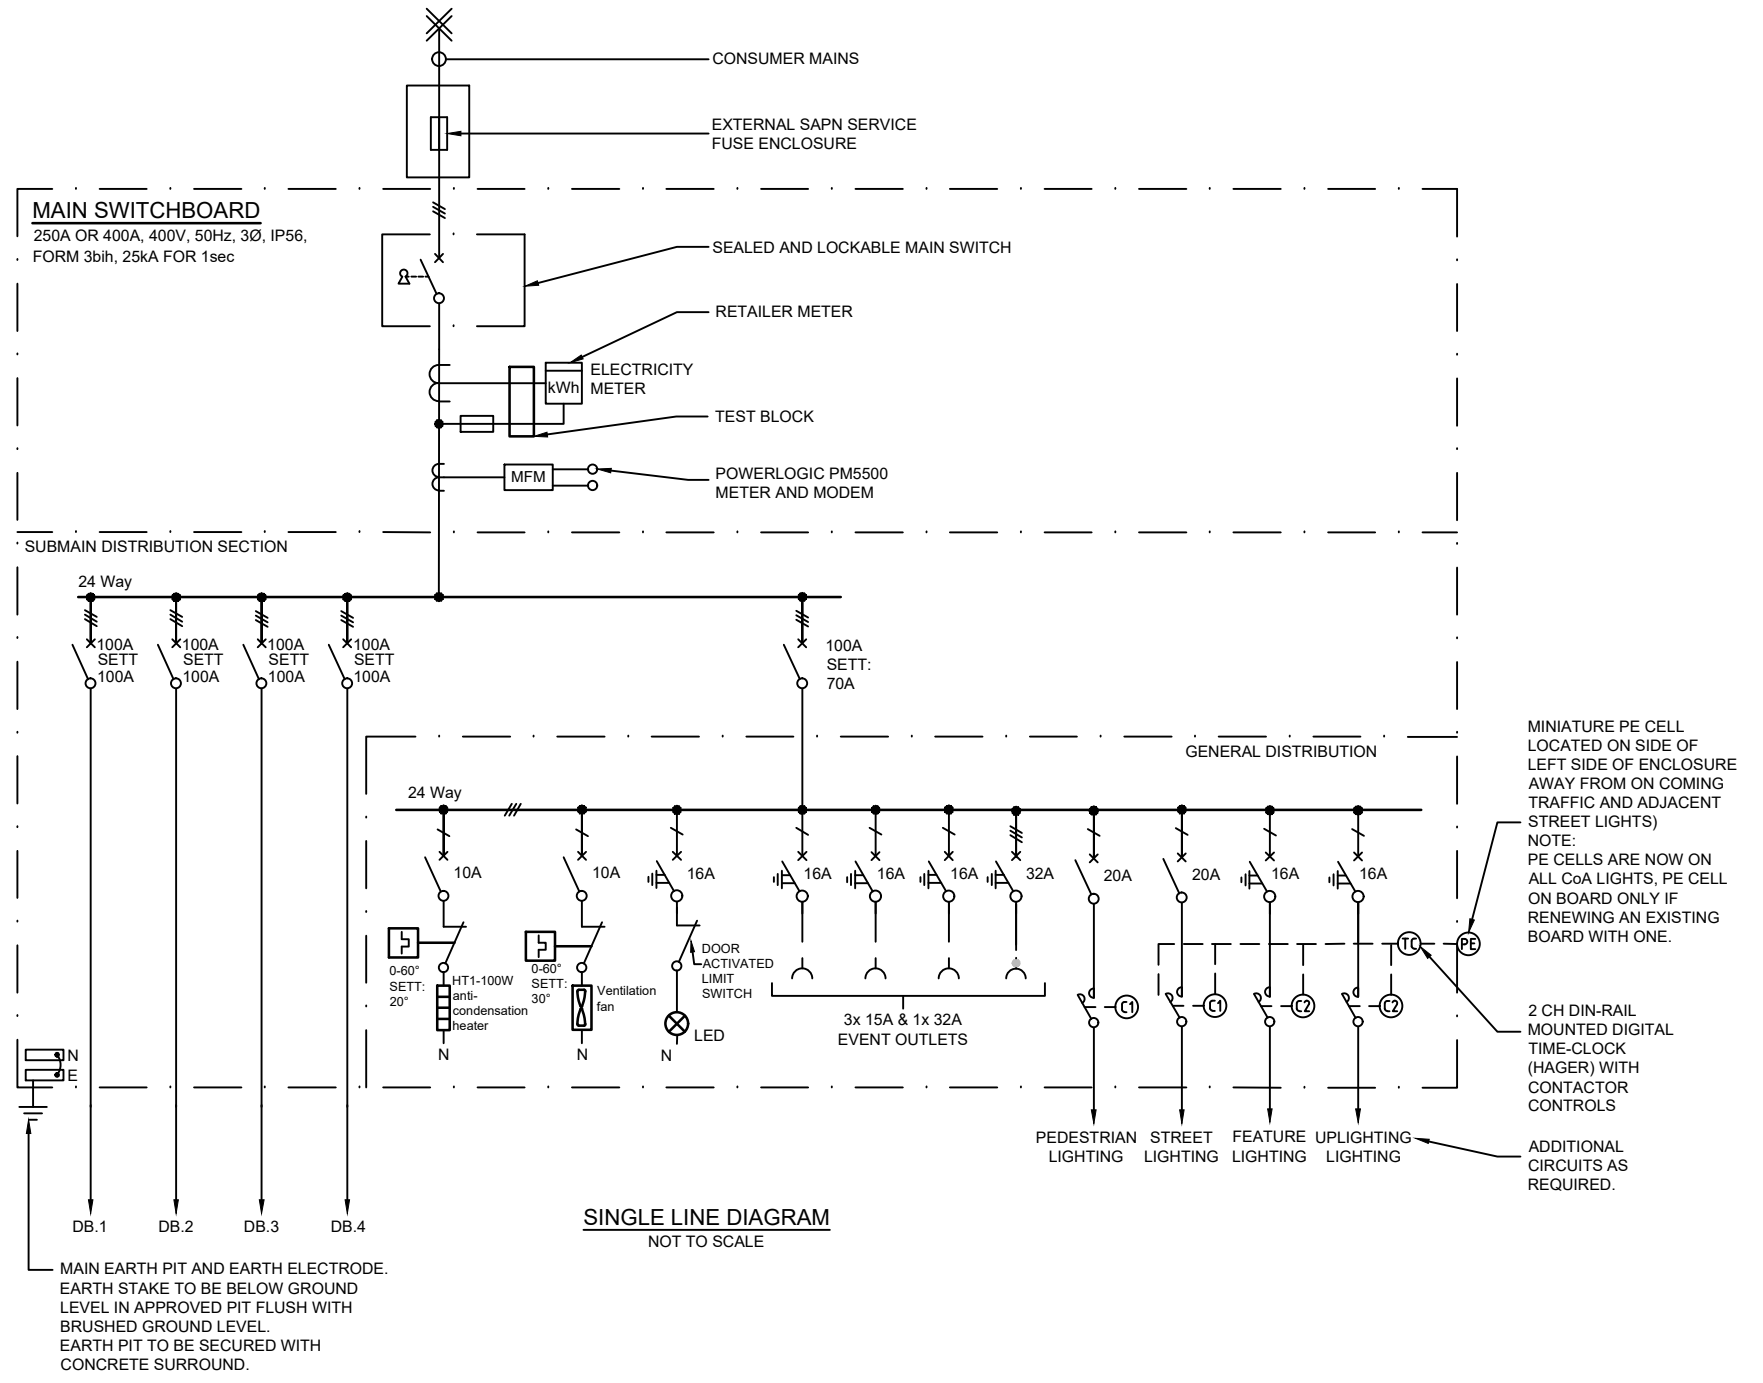 CONSUMER MAINS
EXTERNAL SAPN SERVICE
FUSE ENCLOSURE
MAIN SWITCHBOARD
250A OR 400A, 400V, 50Hz, 3Ø, IP56,
FORM 3bih, 25kA FOR 1sec
SEALED AND LOCKABLE MAIN SWITCH
RETAILER METER
ELECTRICITY
METER
kWh
TEST BLOCK
MFM
POWERLOGIC PM5500
METER AND MODEM
SUBMAIN DISTRIBUTION SECTION
24 Way
100A
SETT
100A
100A
SETT
100A
100A
SETT
100A
100A
SETT
100A
100A
SETT:
70A
GENERAL DISTRIBUTION
24 Way
10A
10A
16A
16A
16A
16A
32A
20A
20A
16A
16A
0-60°
SETT:
20°
HT1-100W
anti-
condensation
heater
N
0-60°
SETT:
30°
Ventilation
fan
N
DOOR
ACTIVATED
LIMIT
SWITCH
LED
N
3x 15A & 1x 32A
EVENT OUTLETS
C1
C1
C2
C2
TC
PE
MINIATURE PE CELL
LOCATED ON SIDE OF
LEFT SIDE OF ENCLOSURE
AWAY FROM ON COMING
TRAFFIC AND ADJACENT
STREET LIGHTS)
NOTE:
PE CELLS ARE NOW ON
ALL CoA LIGHTS, PE CELL
ON BOARD ONLY IF
RENEWING AN EXISTING
BOARD WITH ONE.
2 CH DIN-RAIL
MOUNTED DIGITAL
TIME-CLOCK
(HAGER) WITH
CONTACTOR
CONTROLS
N
E
PEDESTRIAN
LIGHTING
STREET
LIGHTING
FEATURE
LIGHTING
UPLIGHTING
LIGHTING
ADDITIONAL
CIRCUITS AS
REQUIRED.
DB.1
DB.2
DB.3
DB.4
SINGLE LINE DIAGRAM
NOT TO SCALE
MAIN EARTH PIT AND EARTH ELECTRODE.
EARTH STAKE TO BE BELOW GROUND
LEVEL IN APPROVED PIT FLUSH WITH
BRUSHED GROUND LEVEL.
EARTH PIT TO BE SECURED WITH
CONCRETE SURROUND.